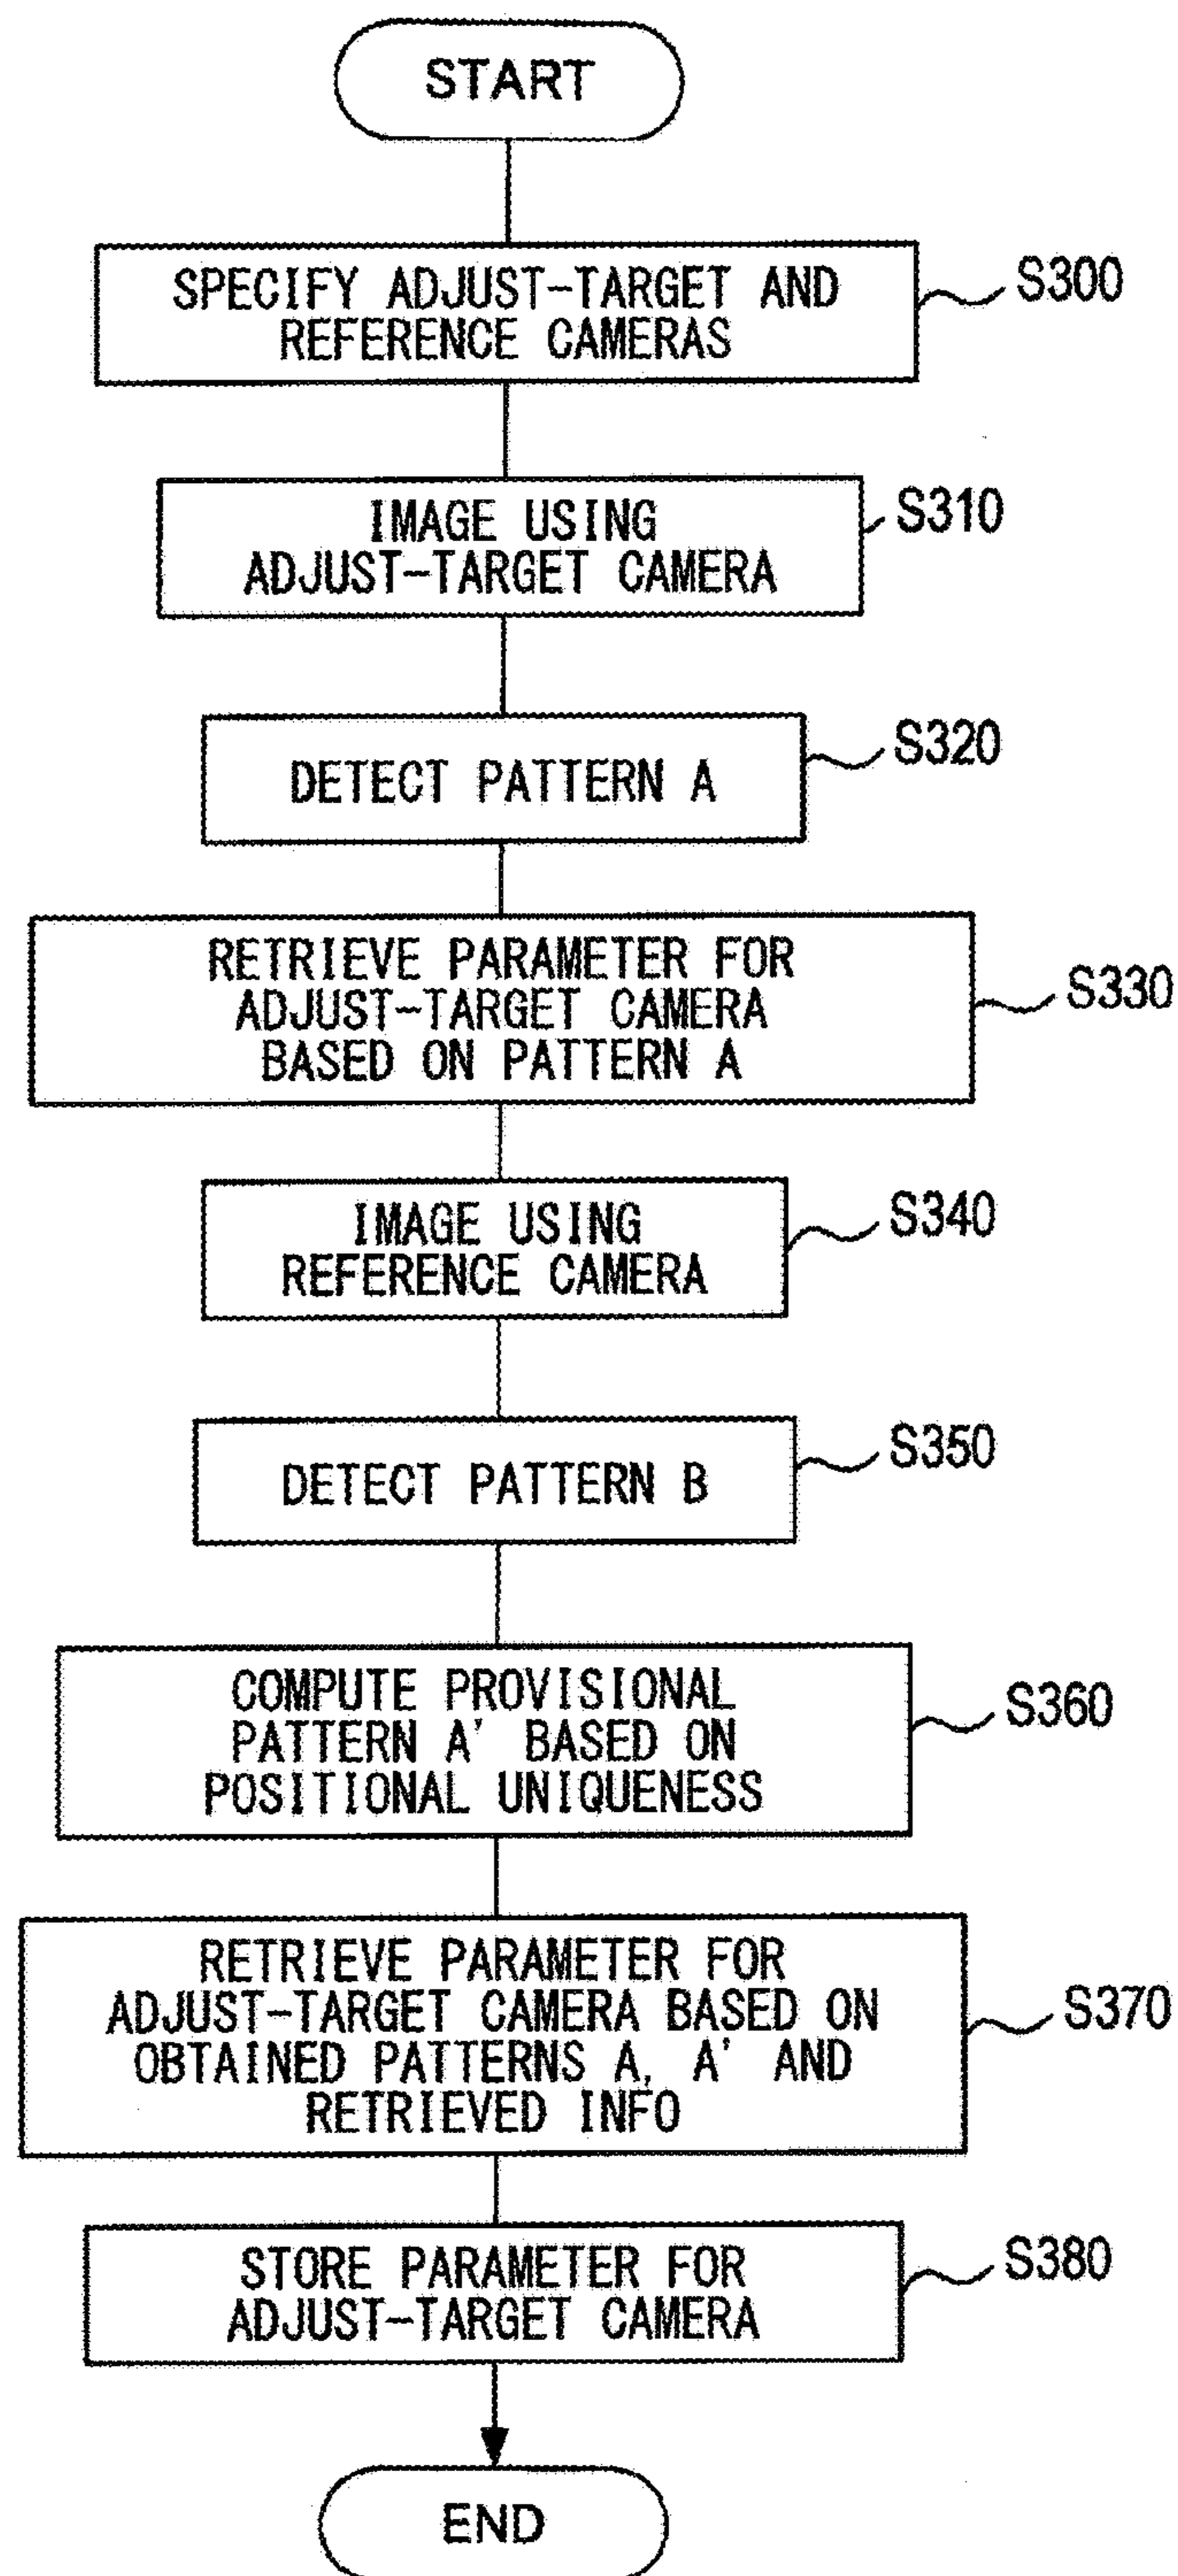 START
SPECIFY ADJUST-TARGET AND
REFERENCE CAMERAS
S300
IMAGE USING
ADJUST-TARGET CAMERA
S310
DETECT PATTERN A
S320
RETRIEVE PARAMETER FOR
ADJUST-TARGET CAMERA
BASED ON PATTERN A
S330
IMAGE USING
REFERENCE CAMERA
S340
DETECT PATTERN B
S350
COMPUTE PROVISIONAL
PATTERN A' BASED ON
POSITIONAL UNIQUENESS
S360
RETRIEVE PARAMETER FOR
ADJUST-TARGET CAMERA BASED ON
OBTAINED PATTERNS A, A' AND
RETRIEVED INFO
S370
STORE PARAMETER FOR
ADJUST-TARGET CAMERA
S380
END